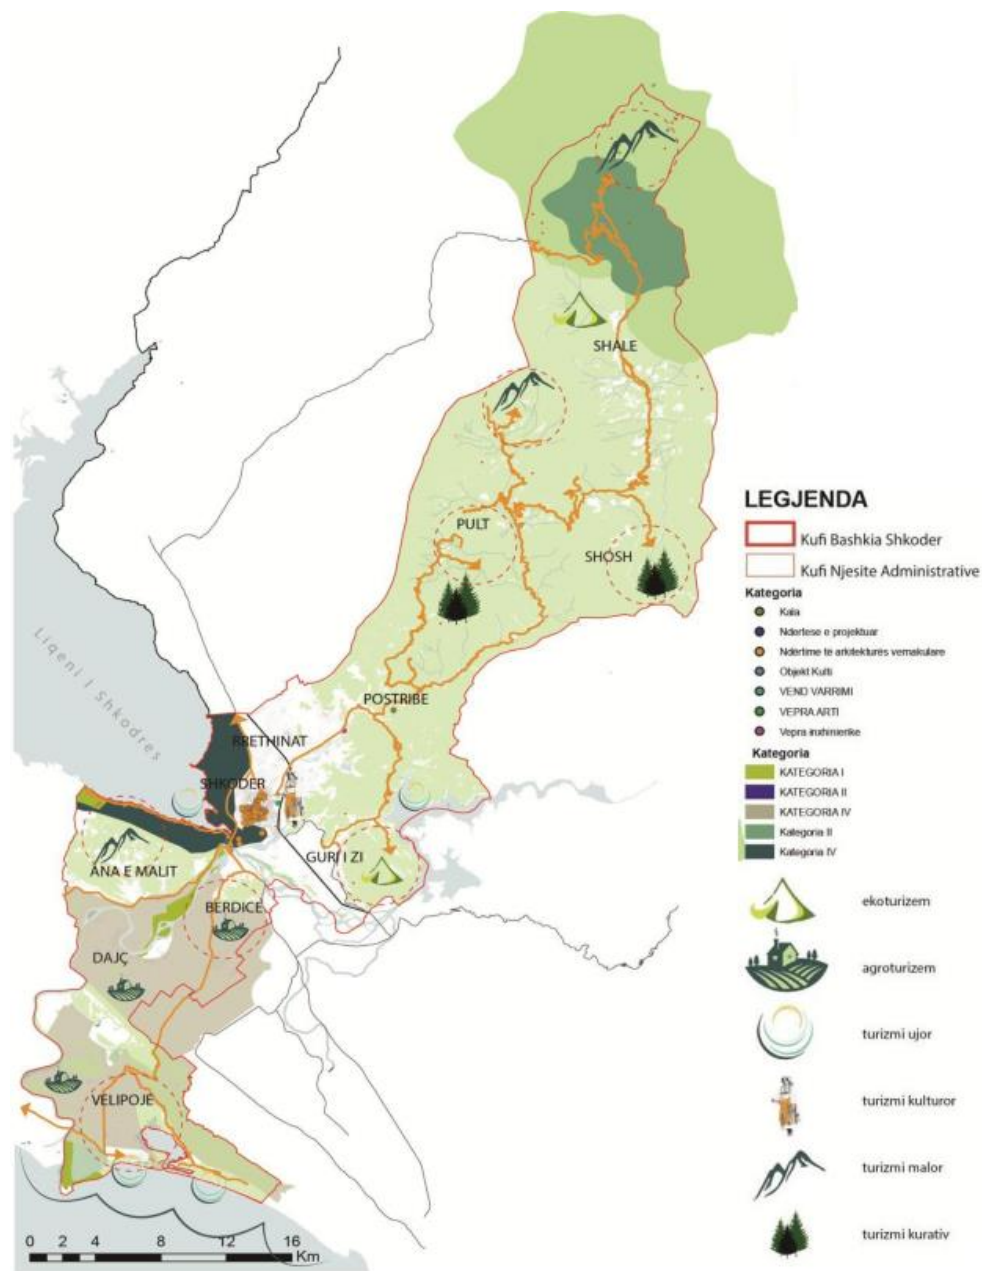 SHALE
PULT
SHOSH
Liqeni I Shkodres
POSTRIBE
RRETHINAT
SHKODER
GURI I ZI
ANA E MALIT
BERDICE
DAJÇ
VELIPOJE
0 2 4 8 12 16
Km
LEGJENDA
Kufi Bashkia Shkoder
Kufi Njesite Administrative
Kategoria
Kala
Ndertese e projektuar
Ndërtime të arkitekturës vernakulare
Objekt Kulti
VEND VARRIMI
VEPRA ARTI
Vepra inxhinierike
Kategoria
KATEGORIA I
KATEGORIA II
KATEGORIA IV
Kategoria II
Kategoria IV
ekoturizem
agroturizem
turizmi ujor
turizmi kulturor
turizmi malor
turizmi kurativ